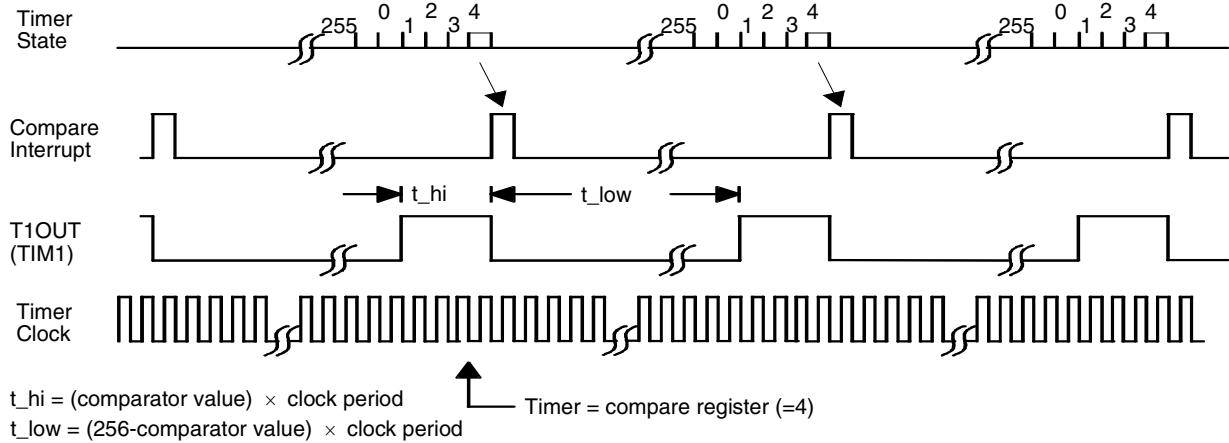 Timer
State
255 0 1 2 3 4 255 0 1 2 3 4 255 0 1 2 3 4
Compare
Interrupt
t_hi t_low
T1OUT
(TIM1)
Timer
Clock
t_hi = (comparator value) × clock period
Timer = compare register (=4)
t_low = (256-comparator value) × clock period